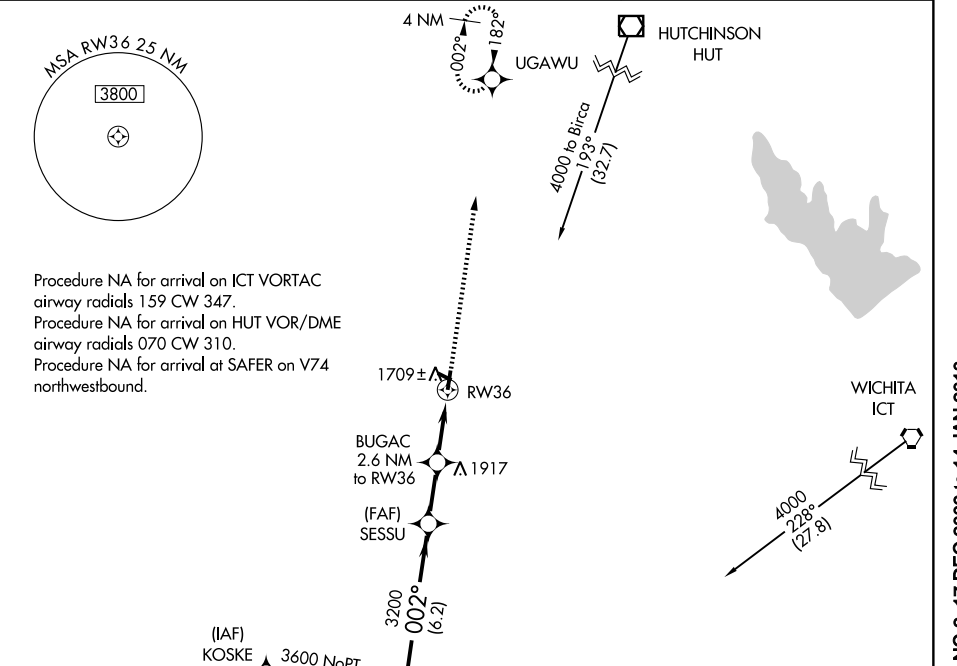 MSA RW36 25 NM
3800
4 NM
002°
182°
UGAWU
HUTCHINSON
HUT
4000 to Birca
193°
(32.7)
Procedure NA for arrival on ICT VORTAC
airway radials 159 CW 347.
Procedure NA for arrival on HUT VOR/DME
airway radials 070 CW 310.
Procedure NA for arrival at SAFER on V74
northwestbound.
1709±
RW36
BUGAC
2.6 NM
to RW36
1917
(FAF)
SESSU
WICHITA
ICT
4000
228°
(27.8)
3200
002°
(6.2)
(IAF)
KOSKE
3600 NoPT